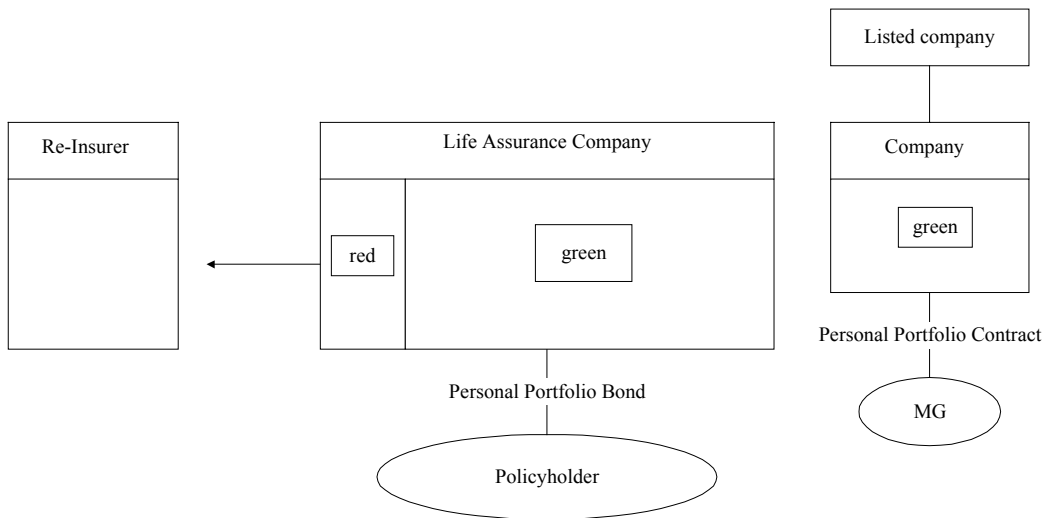 Listed company
Re-Insurer
Life Assurance Company
Company
red
green
green
Personal Portfolio Contract
Personal Portfolio Bond
MG
Policyholder